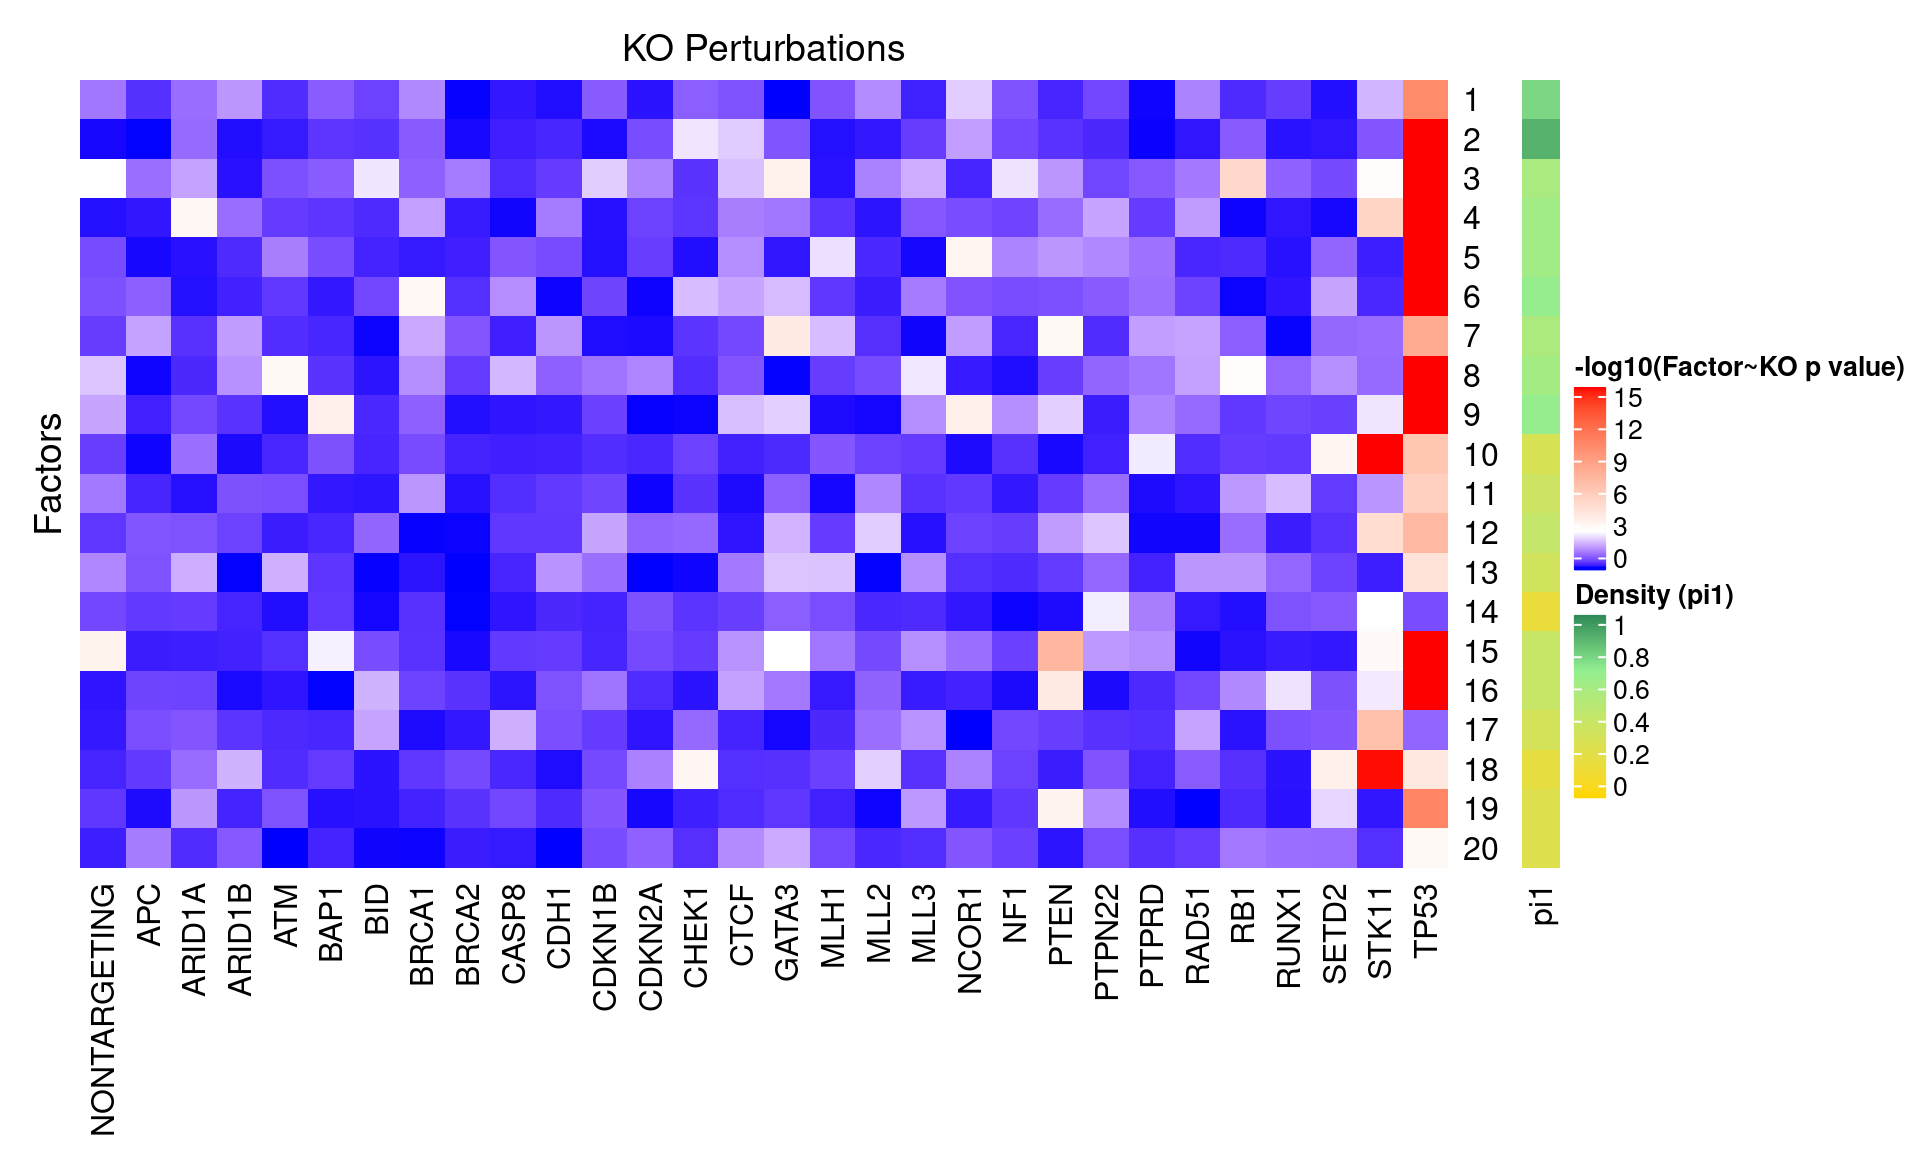 KO Perturbations
Factors
1
2
3
4
5
6
7
8
9
10
11
12
13
14
15
16
17
18
19
20
NONTARGETING
APC
ARID1A
ARID1B
ATM
BAP1
BID
BRCA1
BRCA2
CASP8
CDH1
CDKN1B
CDKN2A
CHEK1
CTCF
GATA3
MLH1
MLL2
MLL3
NCOR1
NF1
PTEN
PTPN22
PTPRD
RAD51
RB1
RUNX1
SETD2
STK11
TP53
pi1
-log10(Factor~KO p value)
15
12
9
6
3
0
Density (pi1)
1
0.8
0.6
0.4
0.2
0